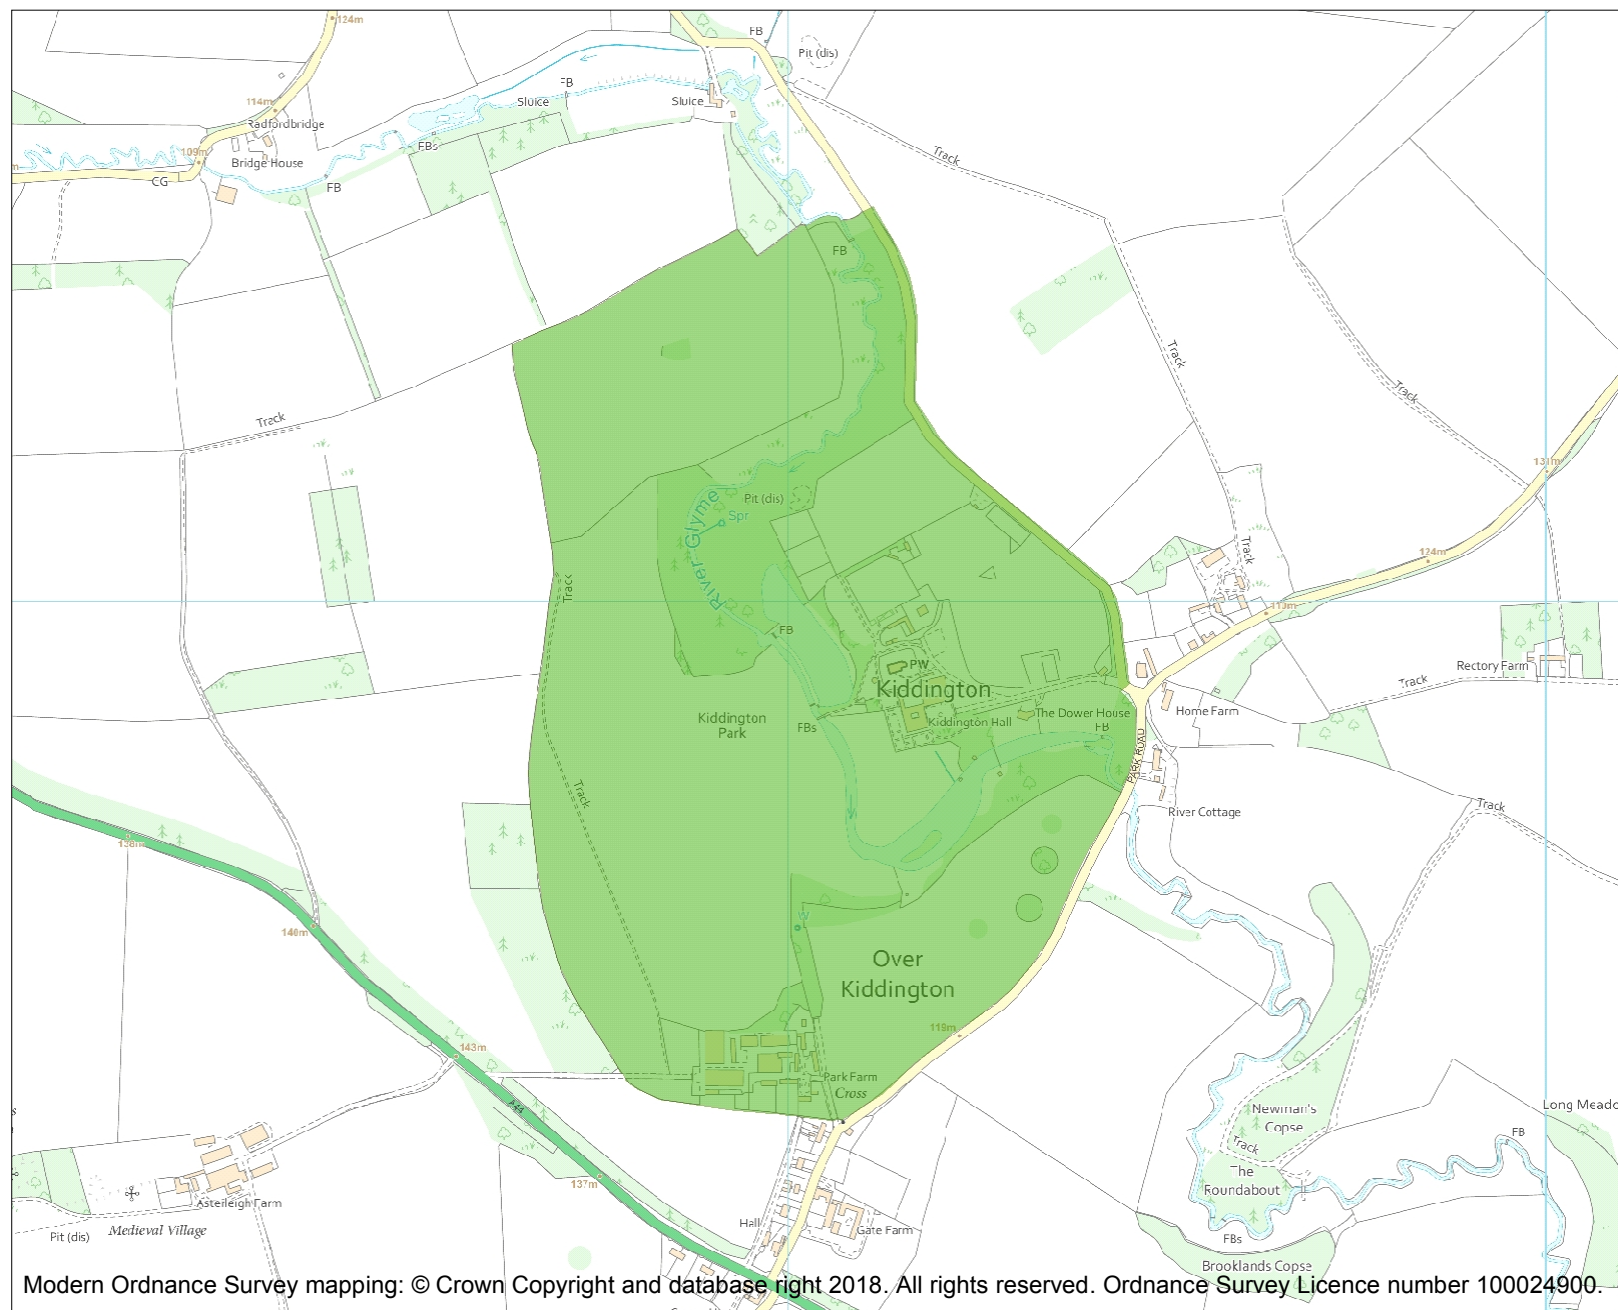 124m
FB
Pit (dis)
FB
Sluice
Sluice
114m
Radfordbridge
109m
Bridge House
FBs
CG
FB
Track
FB
Track
Track
Track
131m
River Glyme
Pit (dis)
Spr
Track
Track
124m
113m
FB
PW
Kiddington
Rectory Farm
Track
Kiddington
Park
FBs
Kiddington Hall
The Dower House
FB
Home Farm
PARK ROAD
Track
River Cottage
Track
138m
W
140m
Over
Kiddington
119m
143m
Park Farm
Cross
A44
Newman's
Copse
Long Meado
FB
Track
The
Roundabout
137m
Asterleigh Farm
Medieval Village
Pit (dis)
Hall
Gate Farm
FBs
Brooklands Copse
Modern Ordnance Survey mapping: © Crown Copyright and database right 2018. All rights reserved. Ordnance Survey Licence number 100024900.